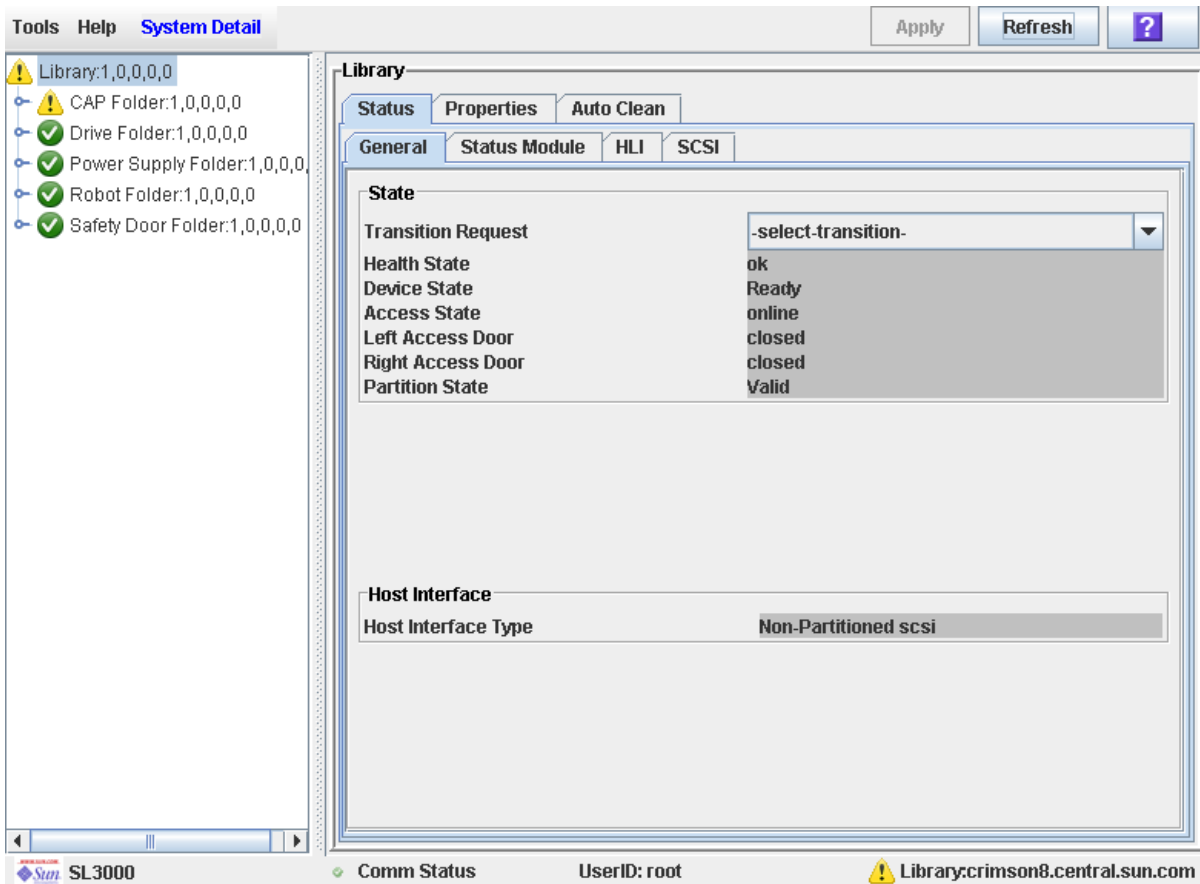 Tools Help System Detail Apply Refresh ?
Library:1,0,0,0,0
CAP Folder:1,0,0,0,0
Drive Folder:1,0,0,0,0
Power Supply Folder:1,0,0,0,
Robot Folder:1,0,0,0,0
Safety Door Folder:1,0,0,0,0
Library
Status Properties Auto Clean
General Status Module HLI SCSI
State
Transition Request -select-transition-
Health State ok
Device State Ready
Access State online
Left Access Door closed
Right Access Door closed
Partition State Valid
Host Interface
Host Interface Type Non-Partitioned scsi
Sun SL3000 Comm Status UserID: root Library:crimson8.central.sun.com